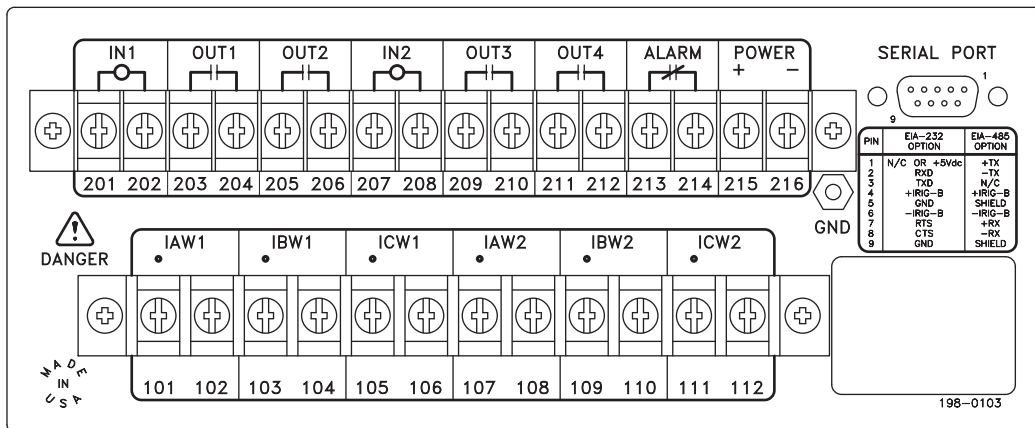 IN1 OUT1 OUT2 IN2 OUT3 OUT4 ALARM POWER
+ −
201 202 203 204 205 206 207 208 209 210 211 212 213 214 215 216
GND
SERIAL PORT
1
9
PIN EIA−232 OPTION EIA−485 OPTION
1 N/C OR +5Vdc +TX
2 RXD −TX
3 TXD N/C
4 +IRIG−B +IRIG−B
5 GND SHIELD
6 −IRIG−B −IRIG−B
7 RTS +RX
8 CTS −RX
9 GND SHIELD
DANGER
IAW1 IBW1 ICW1 IAW2 IBW2 ICW2
101 102 103 104 105 106 107 108 109 110 111 112
MADE
IN
USA
198−0103